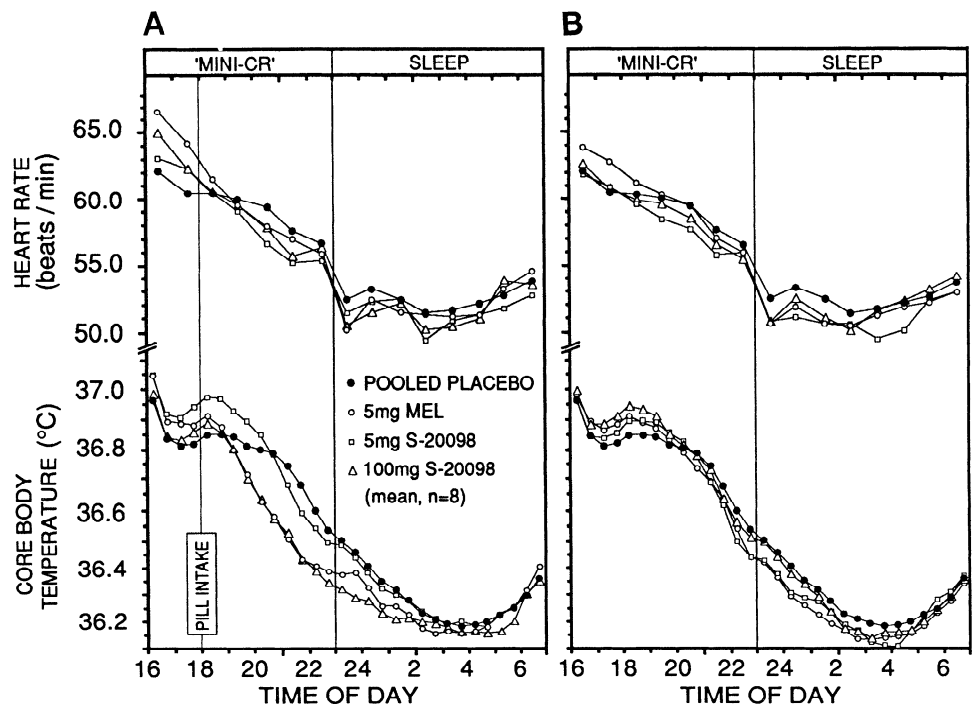 A
B
'MINI-CR' SLEEP
'MINI-CR' SLEEP
HEART RATE
(beats / min)
65.0
60.0
55.0
50.0
CORE BODY
TEMPERATURE (°C)
37.0
36.8
36.6
36.4
36.2
POOLED PLACEBO
5mg MEL
5mg S-20098
100mg S-20098
(mean, n=8)
PILL INTAKE
16 18 20 22 24 2 4 6
TIME OF DAY
16 18 20 22 24 2 4 6
TIME OF DAY